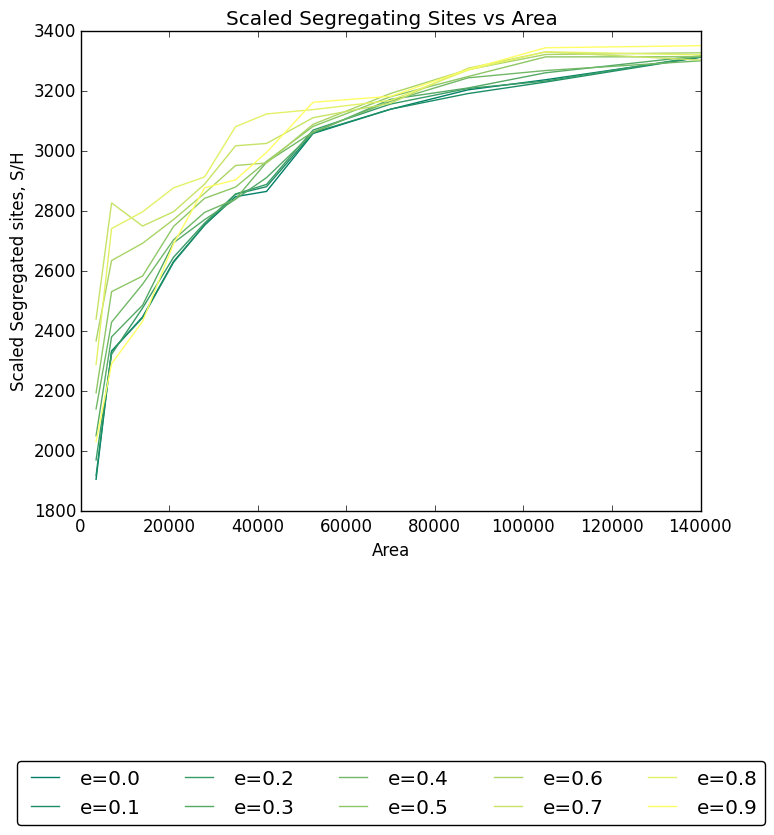 Scaled Segregating Sites vs Area
3400
3200
3000
2800
2600
2400
2200
2000
1800
Scaled Segregated sites, S/H
0 20000 40000 60000 80000 100000 120000 140000
Area
e=0.0 e=0.2 e=0.4 e=0.6 e=0.8
e=0.1 e=0.3 e=0.5 e=0.7 e=0.9